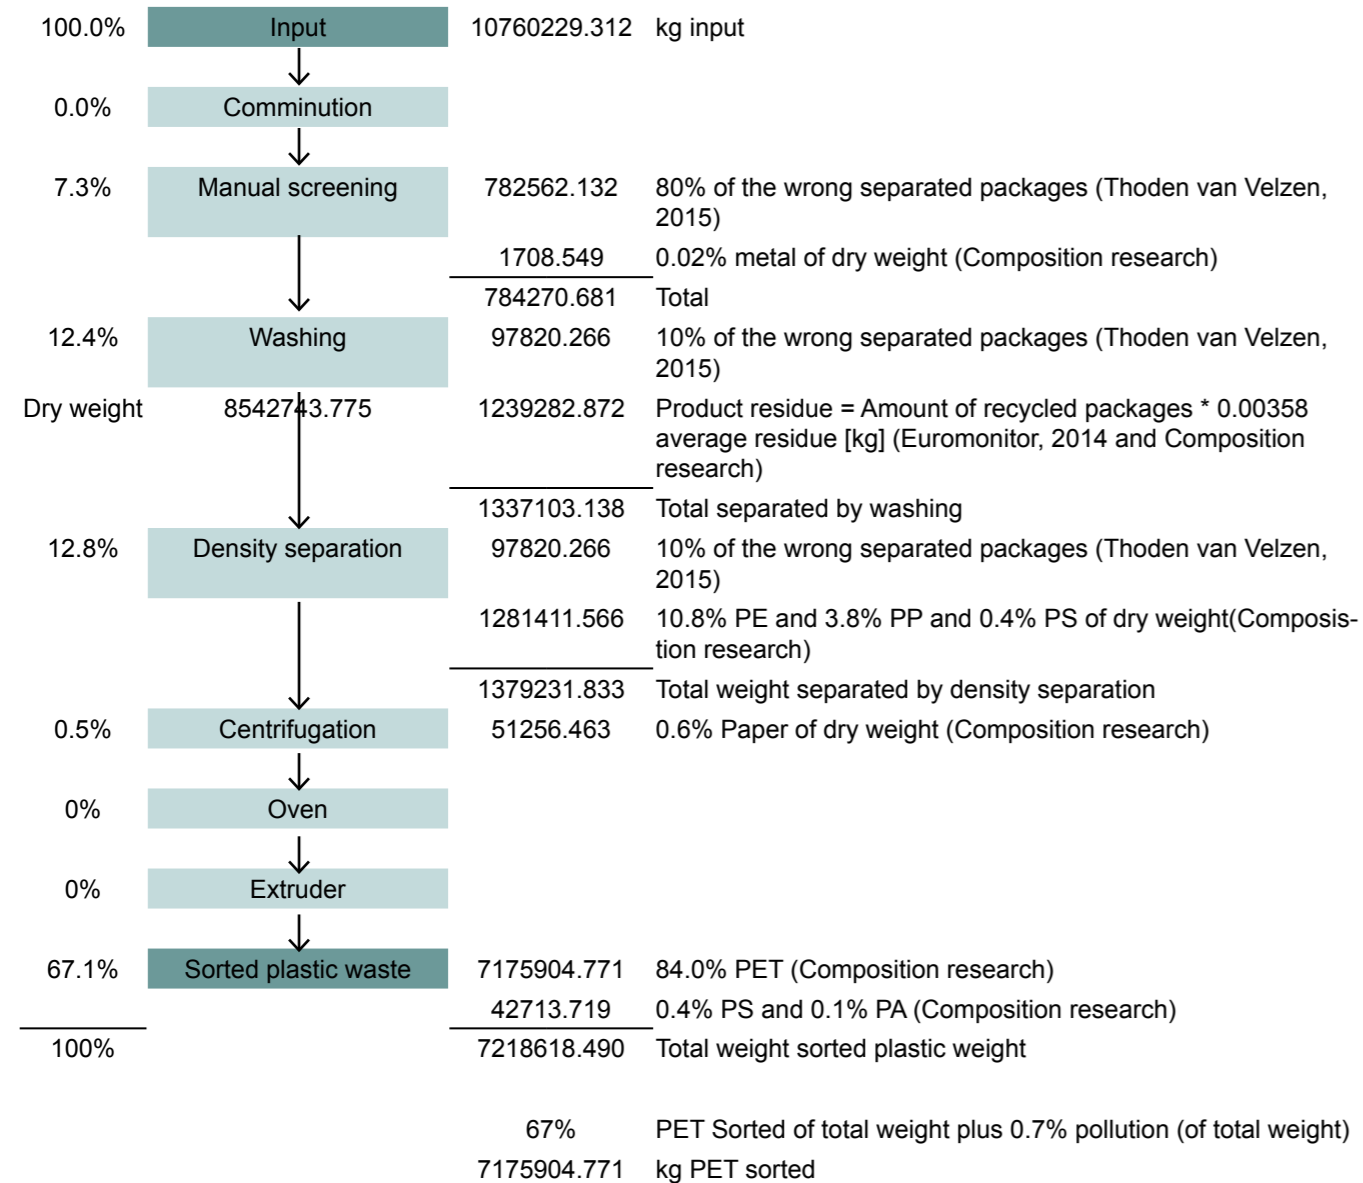 100.0% Input 10760229.312 kg input
0.0% Comminution
7.3% Manual screening 782562.132 80% of the wrong separated packages (Thoden van Velzen,
2015)
1708.549 0.02% metal of dry weight (Composition research)
784270.681 Total
12.4% Washing 97820.266 10% of the wrong separated packages (Thoden van Velzen,
2015)
Dry weight 8542743.775 1239282.872 Product residue = Amount of recycled packages * 0.00358
average residue [kg] (Euromonitor, 2014 and Composition
research)
1337103.138 Total separated by washing
12.8% Density separation 97820.266 10% of the wrong separated packages (Thoden van Velzen,
2015)
1281411.566 10.8% PE and 3.8% PP and 0.4% PS of dry weight(Composis-
tion research)
1379231.833 Total weight separated by density separation
0.5% Centrifugation 51256.463 0.6% Paper of dry weight (Composition research)
0% Oven
0% Extruder
67.1% Sorted plastic waste 7175904.771 84.0% PET (Composition research)
42713.719 0.4% PS and 0.1% PA (Composition research)
100% 7218618.490 Total weight sorted plastic weight
67% PET Sorted of total weight plus 0.7% pollution (of total weight)
7175904.771 kg PET sorted